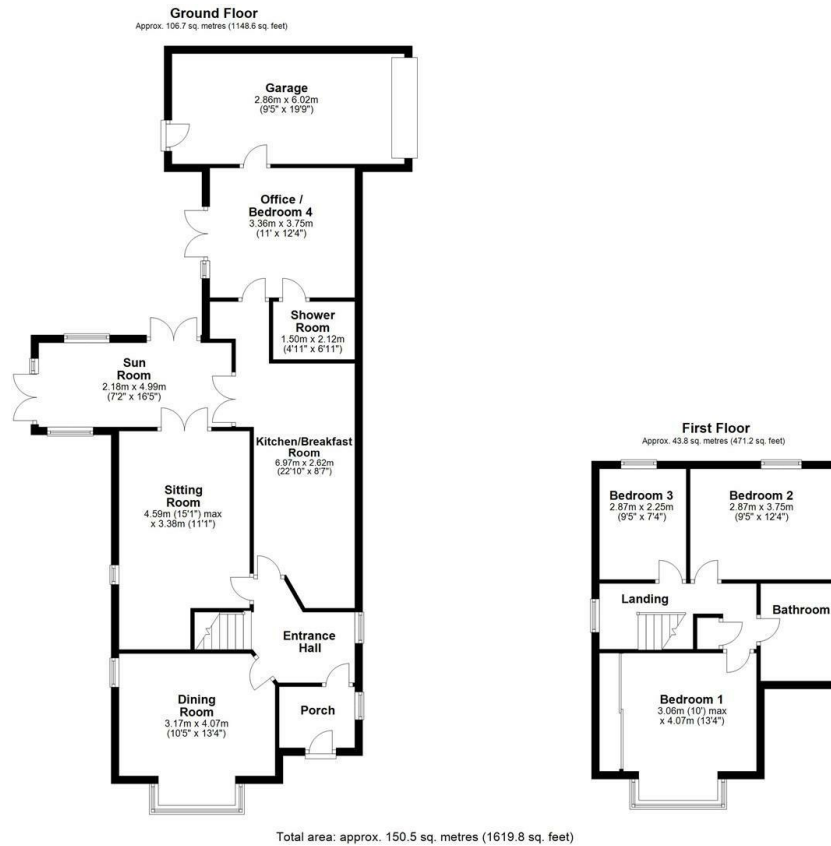 Ground Floor
Approx. 106.7 sq. metres (1148.6 sq. feet)
Garage
2.86m x 6.02m
(9'5" x 19'9")
Office /
Bedroom 4
3.36m x 3.75m
(11' x 12'4")
Shower
Room
1.50m x 2.12m
(4'11" x 6'11")
Sun
Room
2.18m x 4.99m
(7'2" x 16'5")
Kitchen/Breakfast
Room
6.97m x 2.62m
(22'10" x 8'7")
Sitting
Room
4.59m (15'1") max
x 3.38m (11'1")
Entrance
Hall
Dining
Room
3.17m x 4.07m
(10'5" x 13'4")
Porch
First Floor
Approx. 43.8 sq. metres (471.2 sq. feet)
Bedroom 3
2.87m x 2.25m
(9'5" x 7'4")
Bedroom 2
2.87m x 3.75m
(9'5" x 12'4")
Landing
Bathroom
Bedroom 1
3.06m (10') max
x 4.07m (13'4")
Total area: approx. 150.5 sq. metres (1619.8 sq. feet)